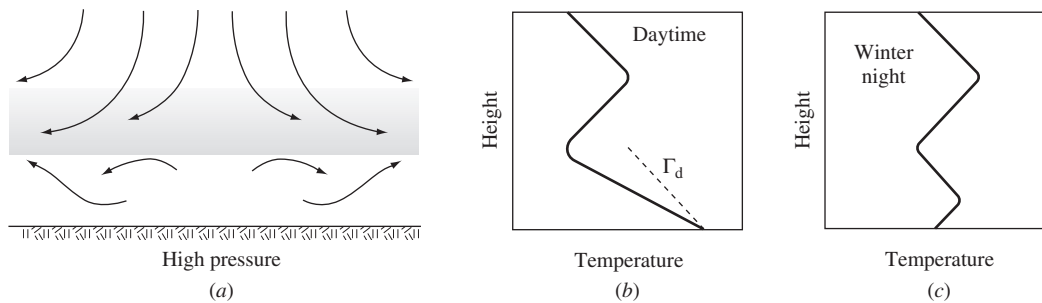 High pressure
(a)
Height
Daytime
Γd
Temperature
(b)
Height
Winter
night
Temperature
(c)